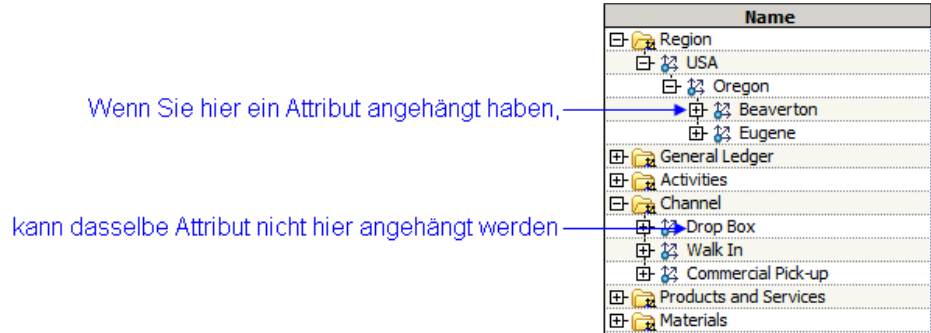 Name
Region
USA
Oregon
Wenn Sie hier ein Attribut angehängt haben,
Beaverton
Eugene
General Ledger
Activities
Channel
kann dasselbe Attribut nicht hier angehängt werden
Drop Box
Walk In
Commercial Pick-up
Products and Services
Materials